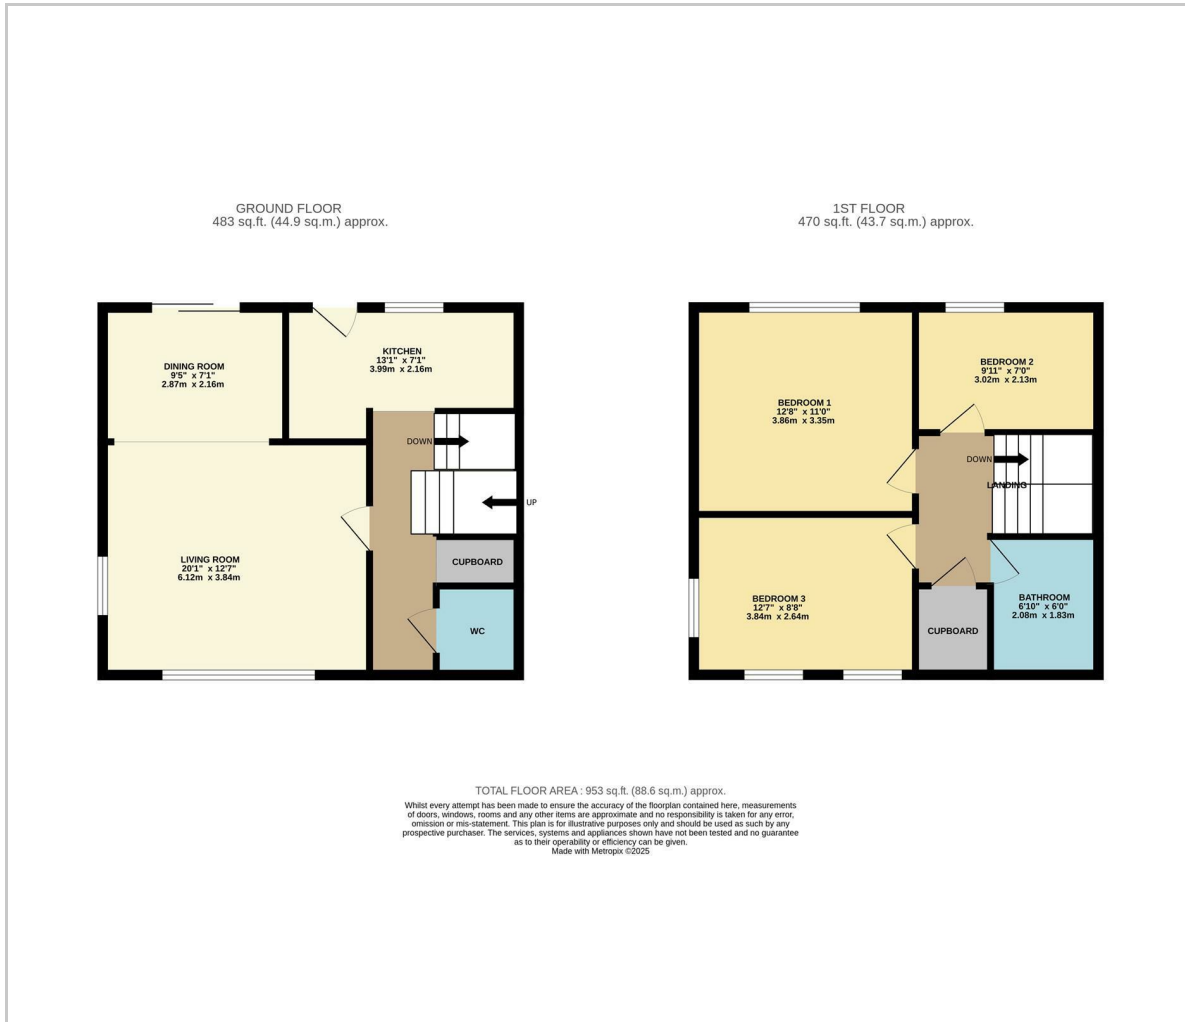 GROUND FLOOR
483 sq.ft. (44.9 sq.m.) approx.
1ST FLOOR
470 sq.ft. (43.7 sq.m.) approx.
DINING ROOM
9'5" x 7'1"
2.87m x 2.16m
KITCHEN
13'1" x 7'1"
3.99m x 2.16m
DOWN
UP
LIVING ROOM
20'1" x 12'7"
6.12m x 3.84m
CUPBOARD
WC
BEDROOM 1
12'8" x 11'0"
3.86m x 3.35m
BEDROOM 2
9'11" x 7'0"
3.02m x 2.13m
DOWN
LANDING
BEDROOM 3
12'7" x 8'8"
3.84m x 2.64m
CUPBOARD
BATHROOM
6'10" x 6'0"
2.08m x 1.83m
TOTAL FLOOR AREA : 953 sq.ft. (88.6 sq.m.) approx.
Whilst every attempt has been made to ensure the accuracy of the floorplan contained here, measurements
of doors, windows, rooms and any other items are approximate and no responsibility is taken for any error,
omission or mis-statement. This plan is for illustrative purposes only and should be used as such by any
prospective purchaser. The services, systems and appliances shown have not been tested and no guarantee
as to their operability or efficiency can be given.
Made with Metropix ©2025